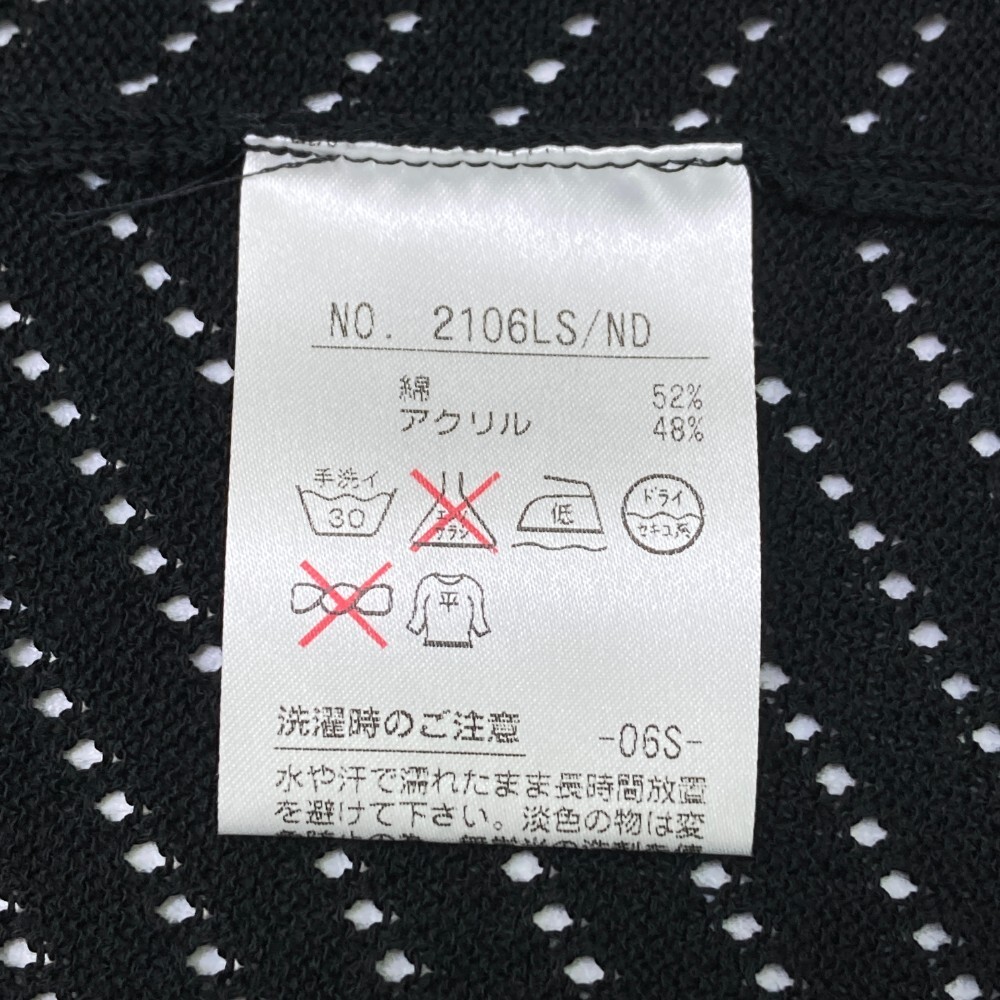 NO. 2106LS/ND
綿 52%
アクリル 48%
手洗イ
30
エンソ
サラシ
低
ドライ
セキユ系
平
洗濯時のご注意 -06S-
水や汗で濡れたまま長時間放置
を避けて下さい。淡色の物は変